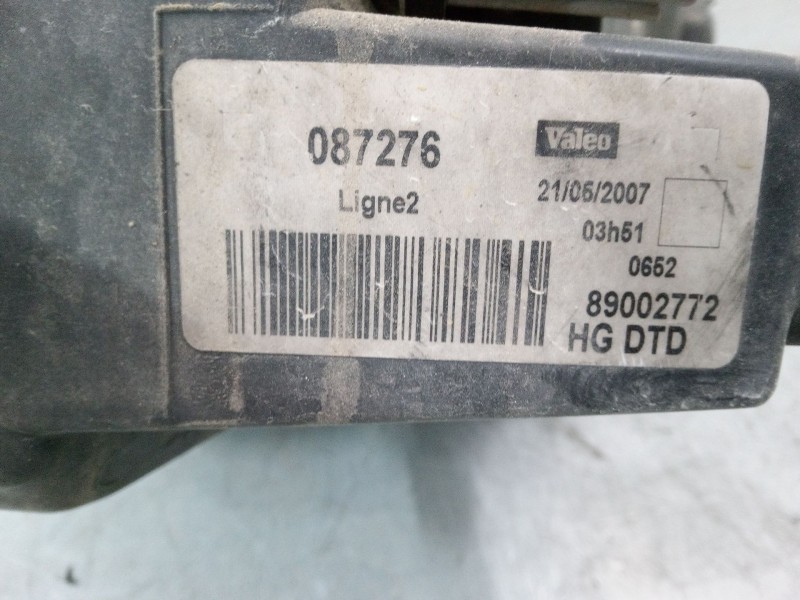 087276
Valeo
Ligne2
21/06/2007
03h51
0652
89002772
HG DTD